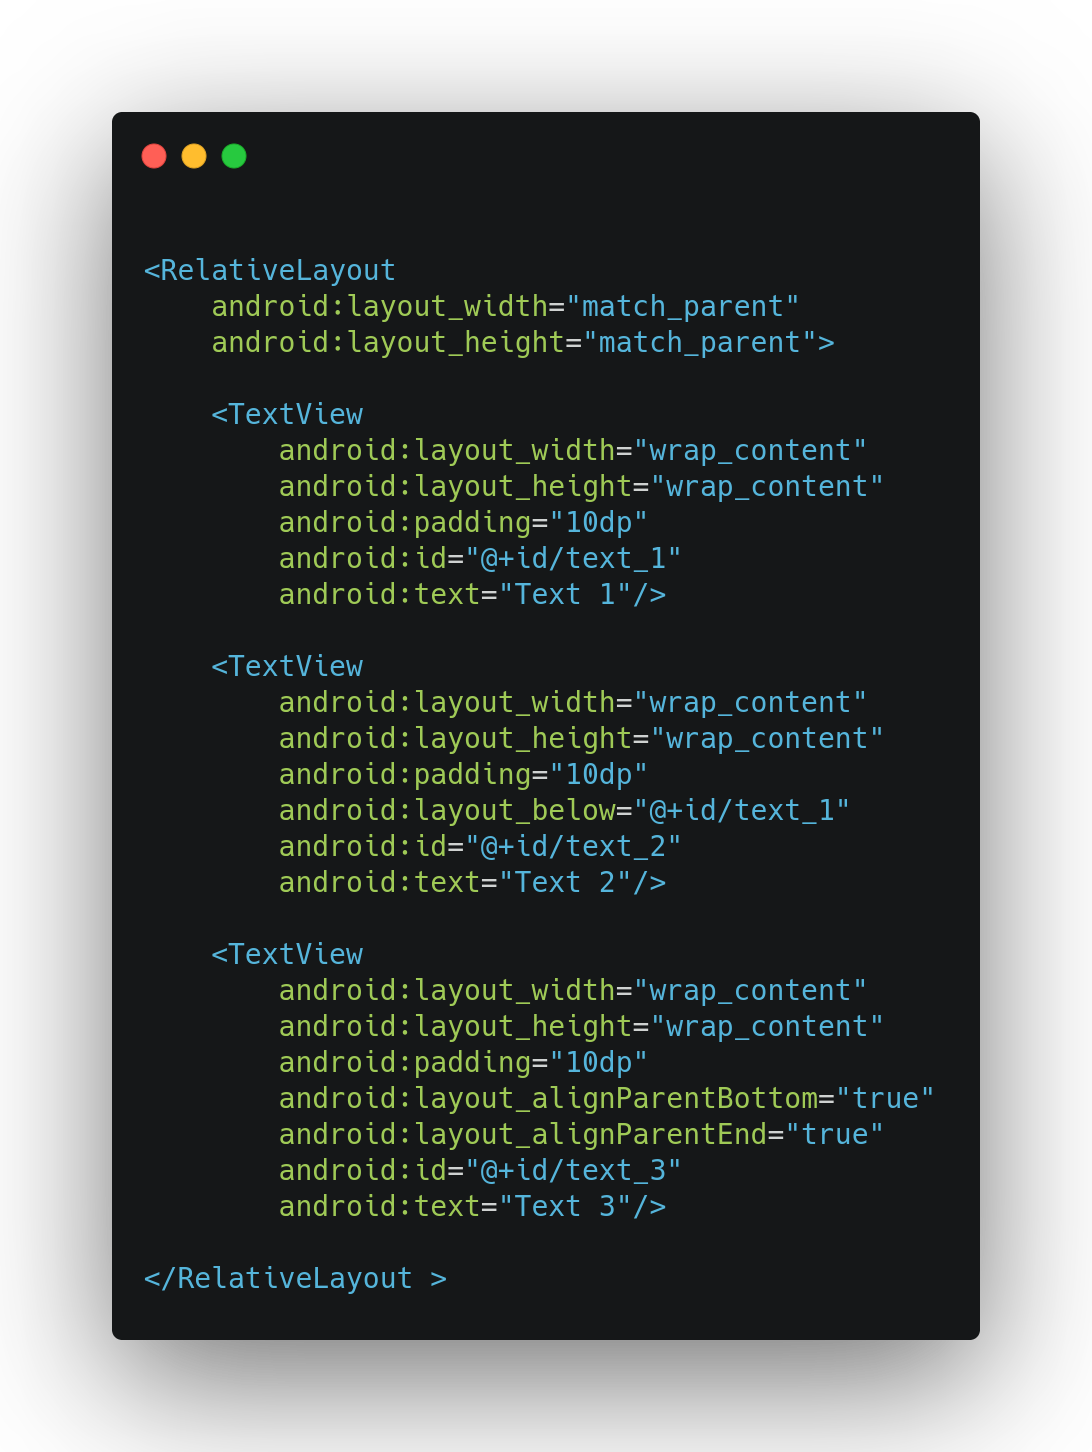 <RelativeLayout
    android:layout_width="match_parent"
    android:layout_height="match_parent">

    <TextView
        android:layout_width="wrap_content"
        android:layout_height="wrap_content"
        android:padding="10dp"
        android:id="@+id/text_1"
        android:text="Text 1"/>

    <TextView
        android:layout_width="wrap_content"
        android:layout_height="wrap_content"
        android:padding="10dp"
        android:layout_below="@+id/text_1"
        android:id="@+id/text_2"
        android:text="Text 2"/>

    <TextView
        android:layout_width="wrap_content"
        android:layout_height="wrap_content"
        android:padding="10dp"
        android:layout_alignParentBottom="true"
        android:layout_alignParentEnd="true"
        android:id="@+id/text_3"
        android:text="Text 3"/>

</RelativeLayout >